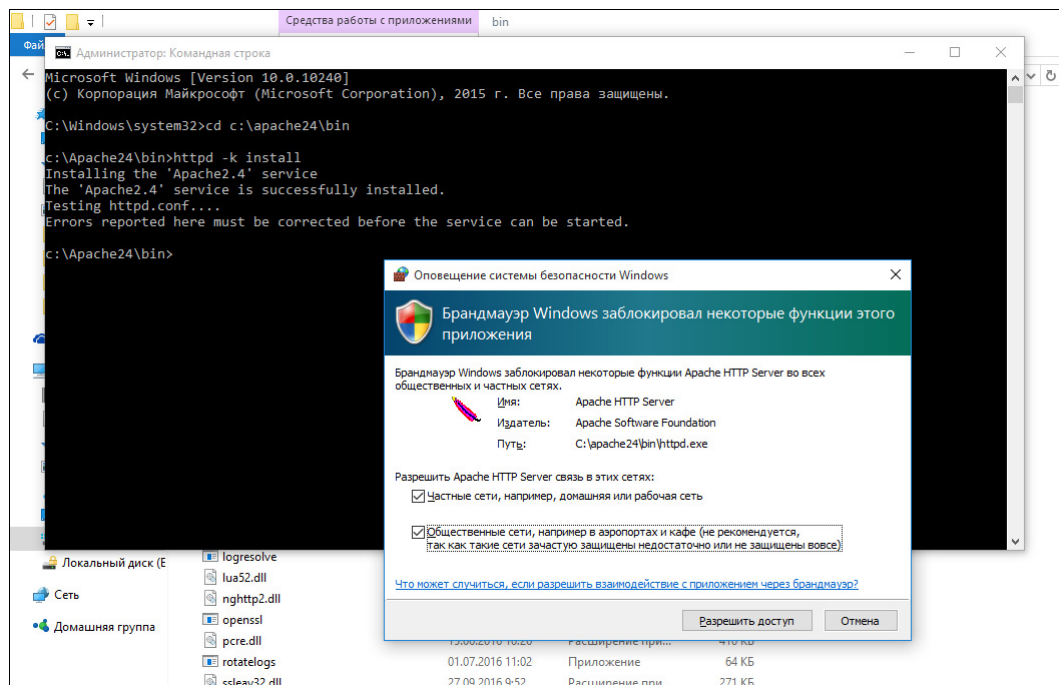 Средства работы с приложениями
bin
Фай
Администратор: Командная строка
Microsoft Windows [Version 10.0.10240]
(c) Корпорация Майкрософт (Microsoft Corporation), 2015 г. Все права защищены.
C:\Windows\system32>cd c:\apache24\bin
c:\Apache24\bin>httpd -k install
Installing the 'Apache2.4' service
The 'Apache2.4' service is successfully installed.
Testing httpd.conf....
Errors reported here must be corrected before the service can be started.
c:\Apache24\bin>
Оповещение системы безопасности Windows
Брандмауэр Windows заблокировал некоторые функции этого
приложения
Брандмауэр Windows заблокировал некоторые функции Apache HTTP Server во всех
общественных и частных сетях.
Имя: Apache HTTP Server
Издатель: Apache Software Foundation
Путь: C:\apache24\bin\httpd.exe
Разрешить Apache HTTP Server связь в этих сетях:
Частные сети, например, домашняя или рабочая сеть
Общественные сети, например в аэропортах и кафе (не рекомендуется,
так как такие сети зачастую защищены недостаточно или не защищены вовсе)
Что может случиться, если разрешить взаимодействие с приложением через брандмауэр?
Разрешить доступ
Отмена
Локальный диск (E
Сеть
Домашняя группа
logresolve
lua52.dll
nghttp2.dll
openssl
pcre.dll
rotatelogs 01.07.2016 11:02 Приложение 64 КБ
ssleay32.dll 27.09.2016 9:52 Расширение при... 271 КБ